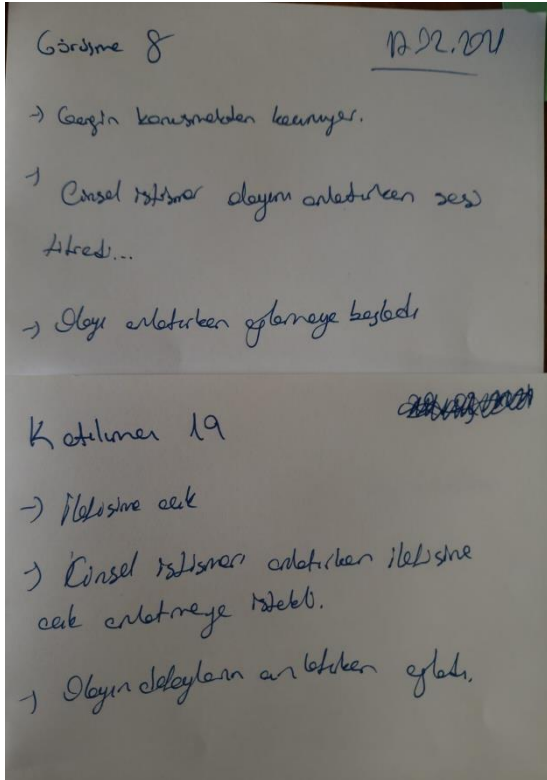 Görüşme 8 12.02.2021
→ Gergin konuşmaktan kaçınıyor.
→ Cinsel istismar olayını anlatırken sesi
titredi...
→ Olayı anlatırken ağlamaya başladı
Katılımcı 19
→ İletişime açık
→ Cinsel istismarı anlatırken iletişime
açık anlatmaya istekli.
→ Olayın detaylarını anlatırken ağladı.